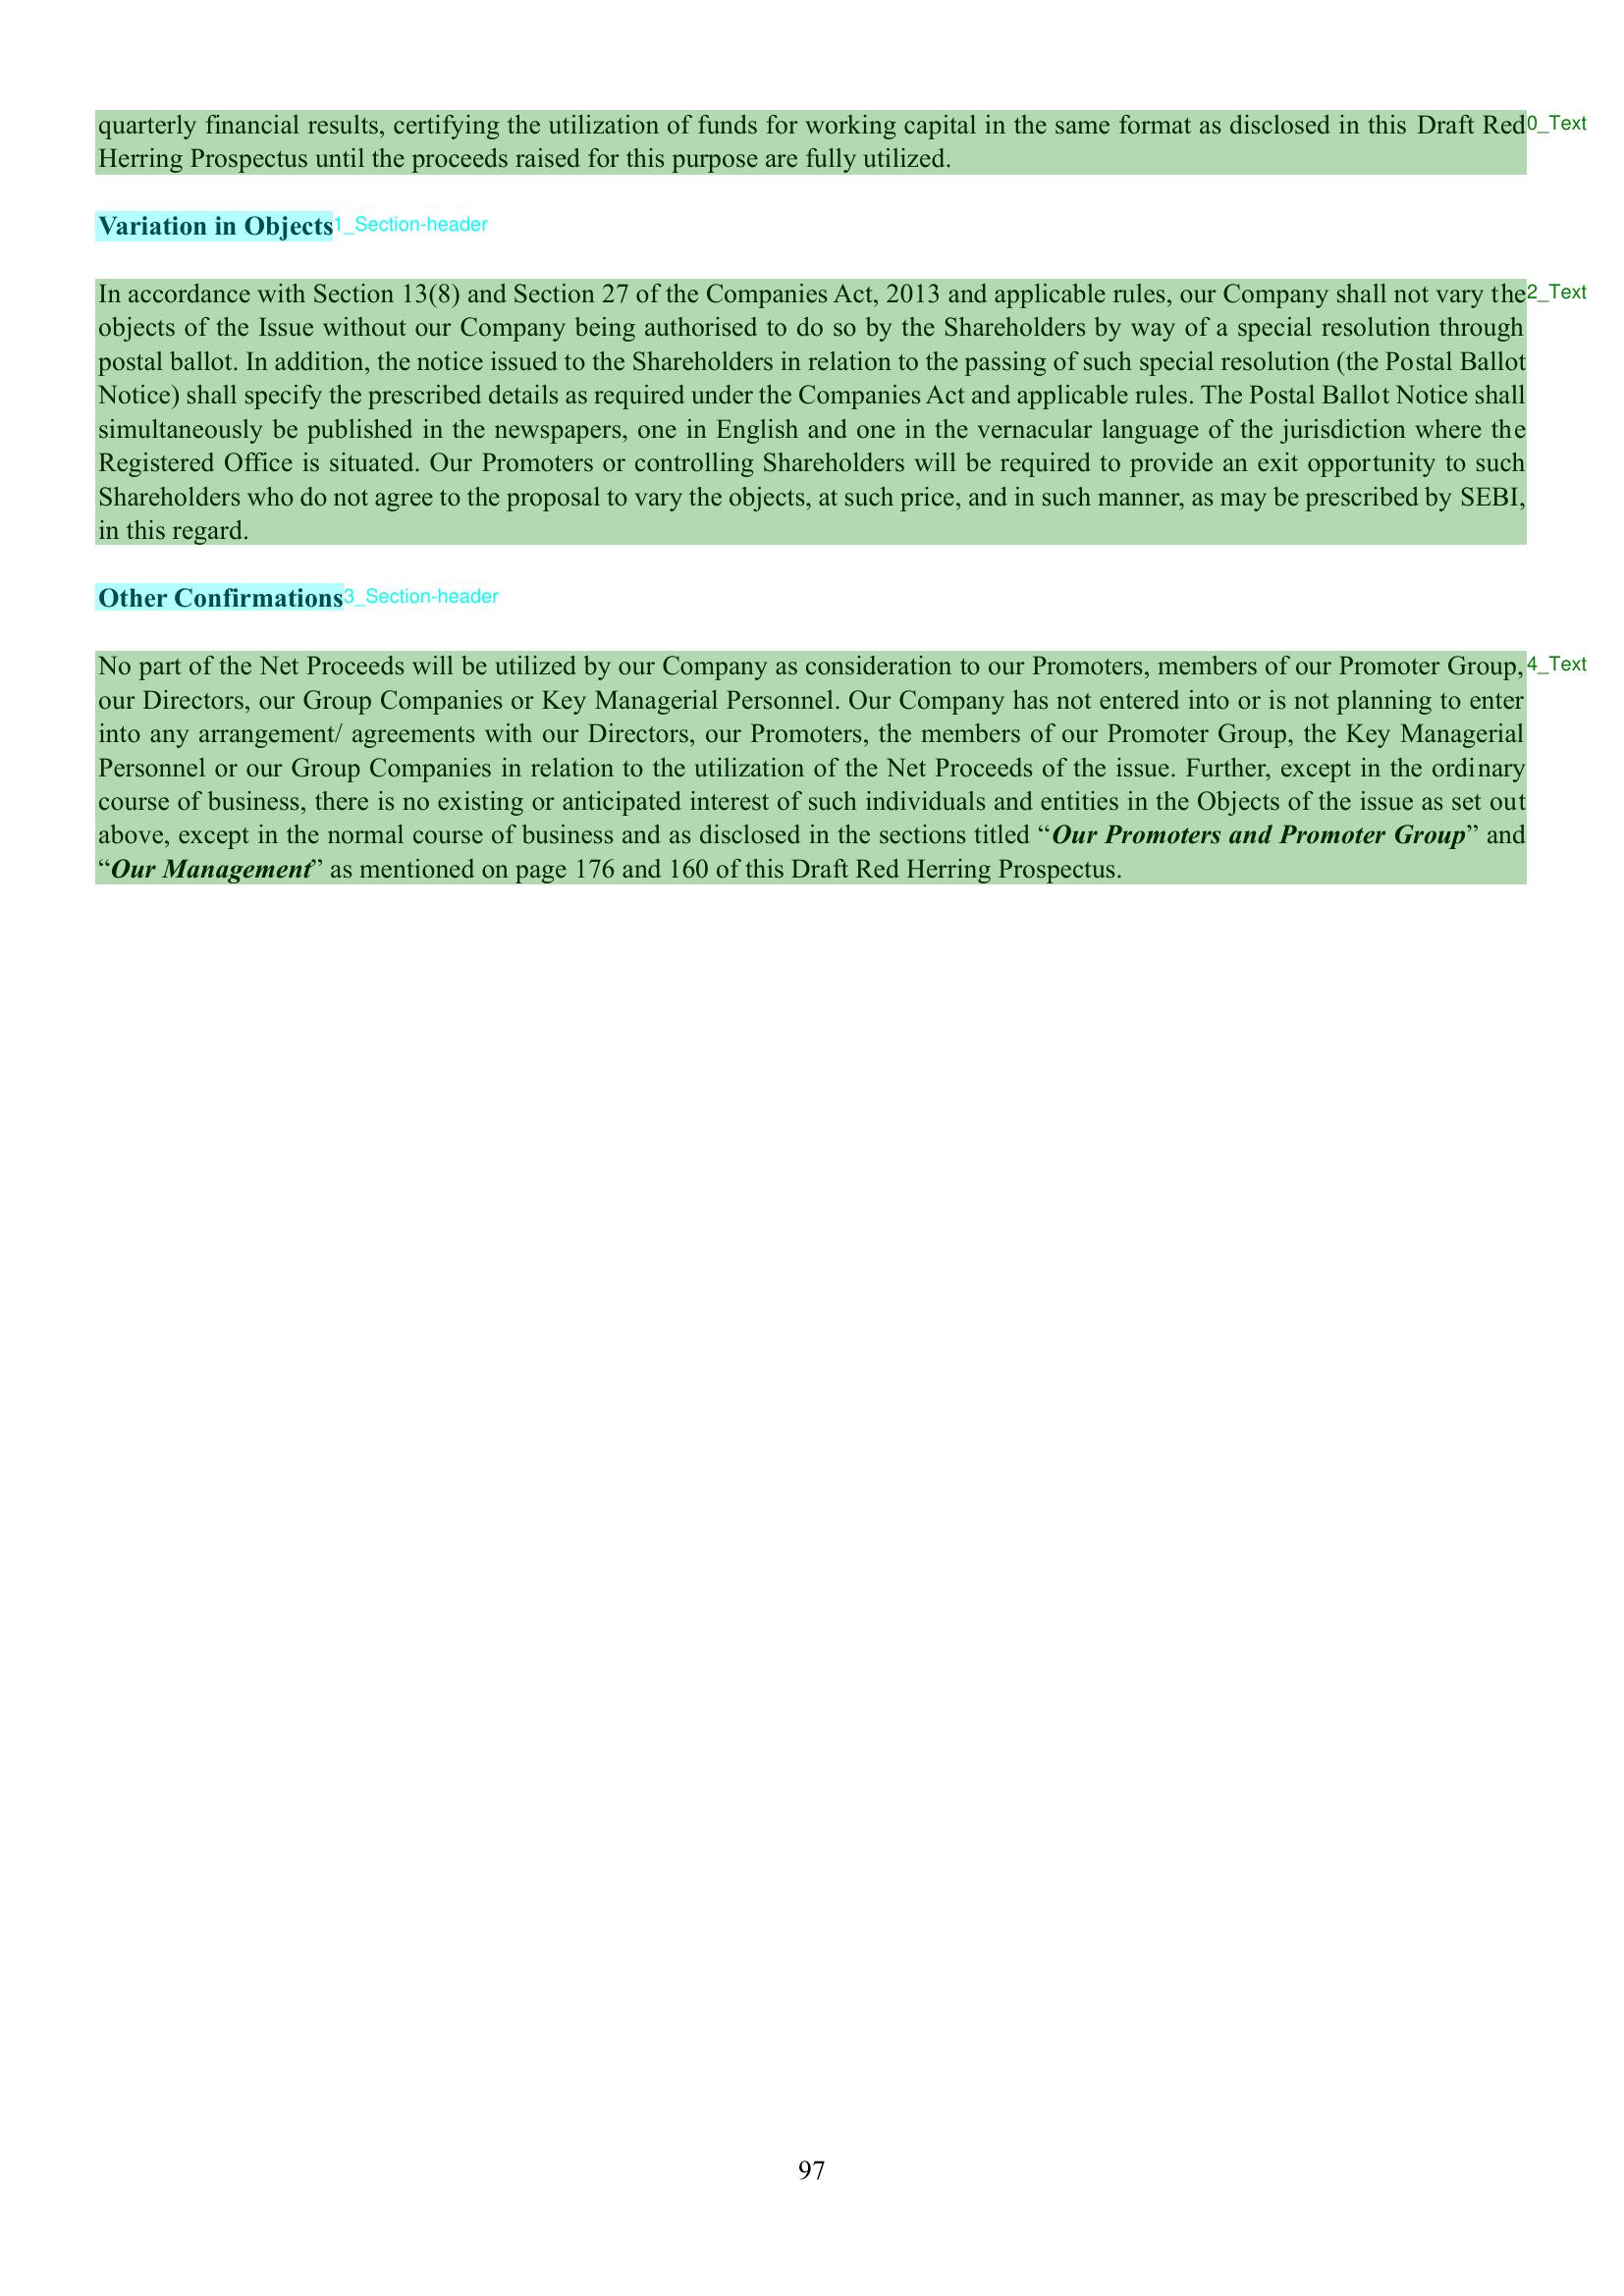 quarterly financial results, certifying the utilization of funds for working capital in the same format as disclosed in this Draft Red 0_Text
Herring Prospectus until the proceeds raised for this purpose are fully utilized.
Variation in Objects 1_Section-header
In accordance with Section 13(8) and Section 27 of the Companies Act, 2013 and applicable rules, our Company shall not vary the 2_Text
objects of the Issue without our Company being authorised to do so by the Shareholders by way of a special resolution through
postal ballot. In addition, the notice issued to the Shareholders in relation to the passing of such special resolution (the Postal Ballot
Notice) shall specify the prescribed details as required under the Companies Act and applicable rules. The Postal Ballot Notice shall
simultaneously be published in the newspapers, one in English and one in the vernacular language of the jurisdiction where the
Registered Office is situated. Our Promoters or controlling Shareholders will be required to provide an exit opportunity to such
Shareholders who do not agree to the proposal to vary the objects, at such price, and in such manner, as may be prescribed by SEBI,
in this regard.
Other Confirmations 3_Section-header
No part of the Net Proceeds will be utilized by our Company as consideration to our Promoters, members of our Promoter Group, 4_Text
our Directors, our Group Companies or Key Managerial Personnel. Our Company has not entered into or is not planning to enter
into any arrangement/ agreements with our Directors, our Promoters, the members of our Promoter Group, the Key Managerial
Personnel or our Group Companies in relation to the utilization of the Net Proceeds of the issue. Further, except in the ordinary
course of business, there is no existing or anticipated interest of such individuals and entities in the Objects of the issue as set out
above, except in the normal course of business and as disclosed in the sections titled “Our Promoters and Promoter Group” and
“Our Management” as mentioned on page 176 and 160 of this Draft Red Herring Prospectus.
97